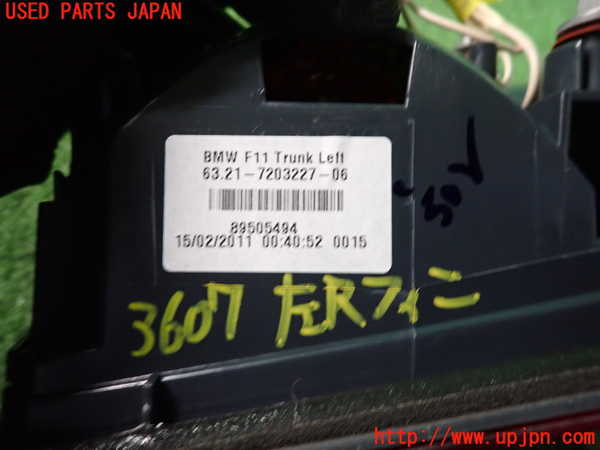 USED PARTS JAPAN
BMW F11 Trunk Left
63.21-7203227-06
89505494
15/02/2011 00:40:52 0015
3607 左Rフィニ
http://www.upjpn.com/